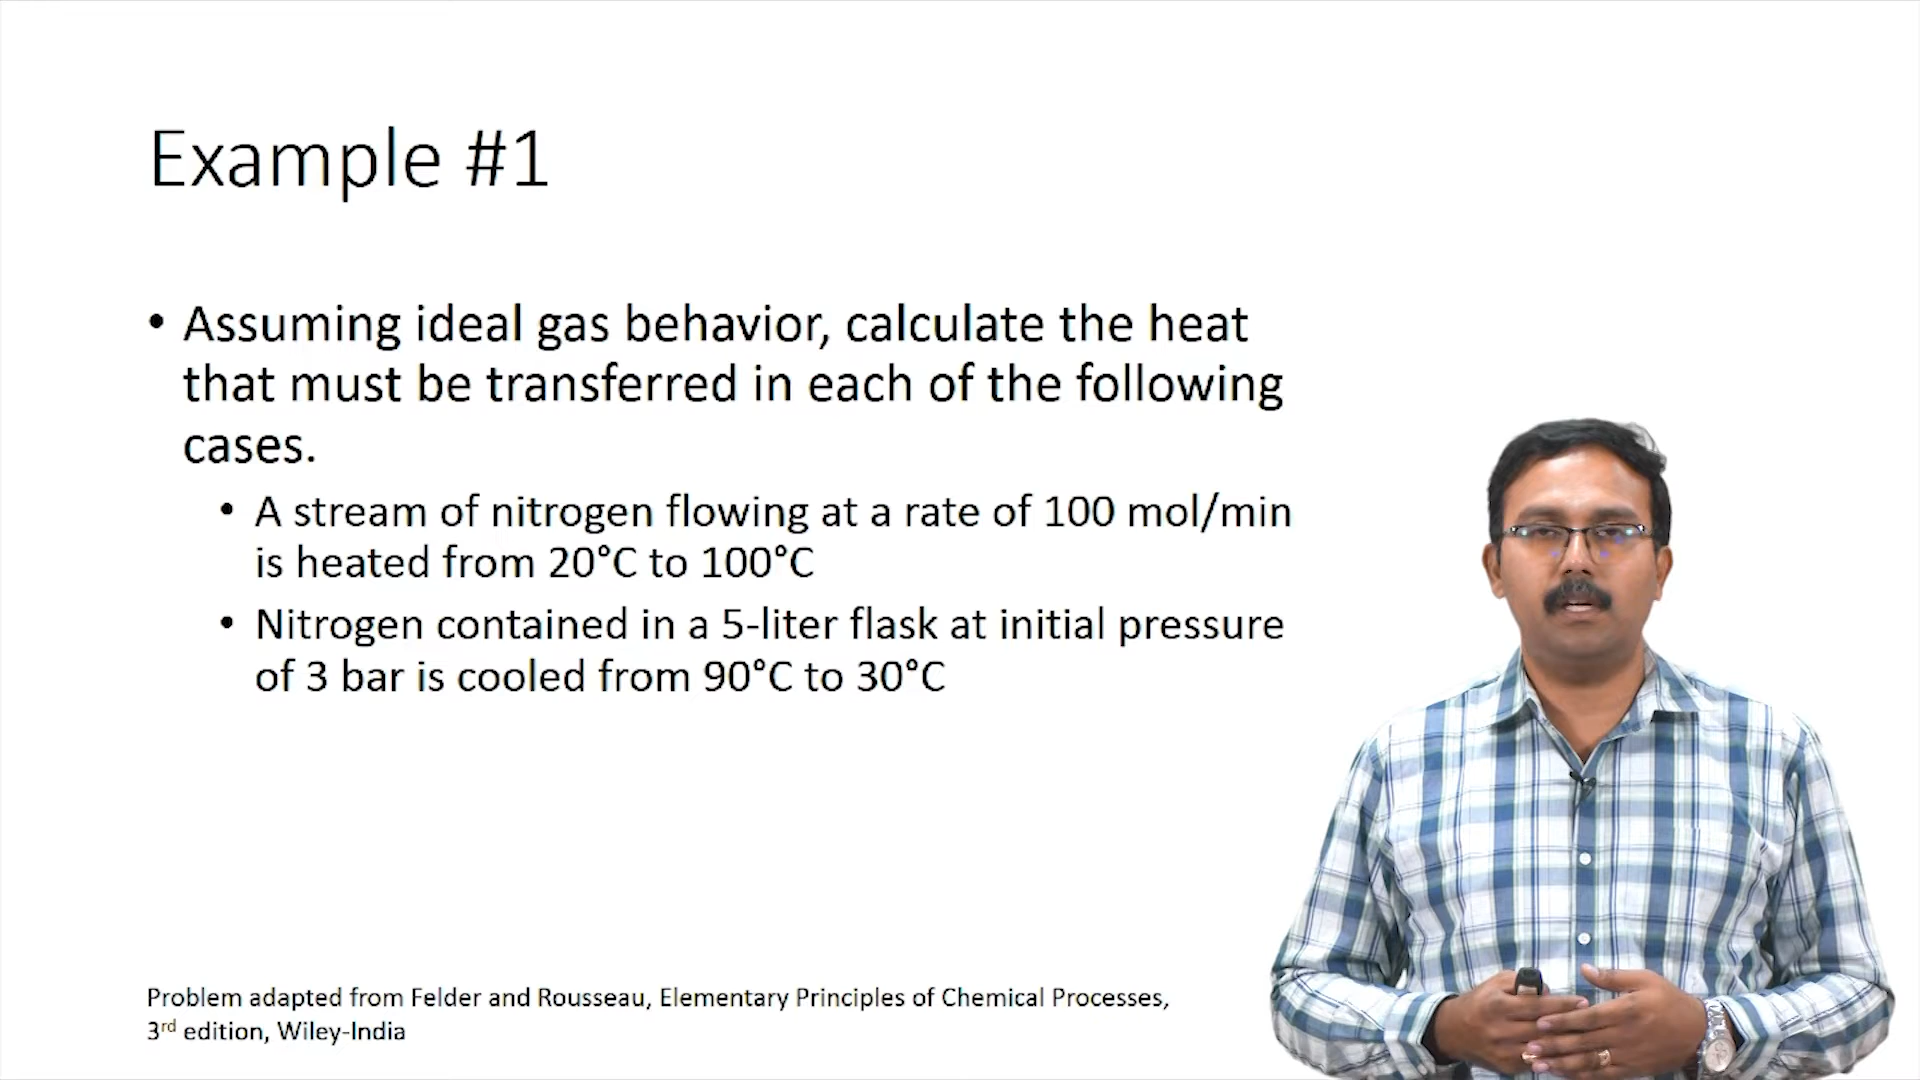 Example #1
• Assuming ideal gas behavior, calculate the heat
that must be transferred in each of the following
cases.
• A stream of nitrogen flowing at a rate of 100 mol/min
is heated from 20°C to 100°C
• Nitrogen contained in a 5-liter flask at initial pressure
of 3 bar is cooled from 90°C to 30°C
Problem adapted from Felder and Rousseau, Elementary Principles of Chemical Processes,
3rd edition, Wiley-India